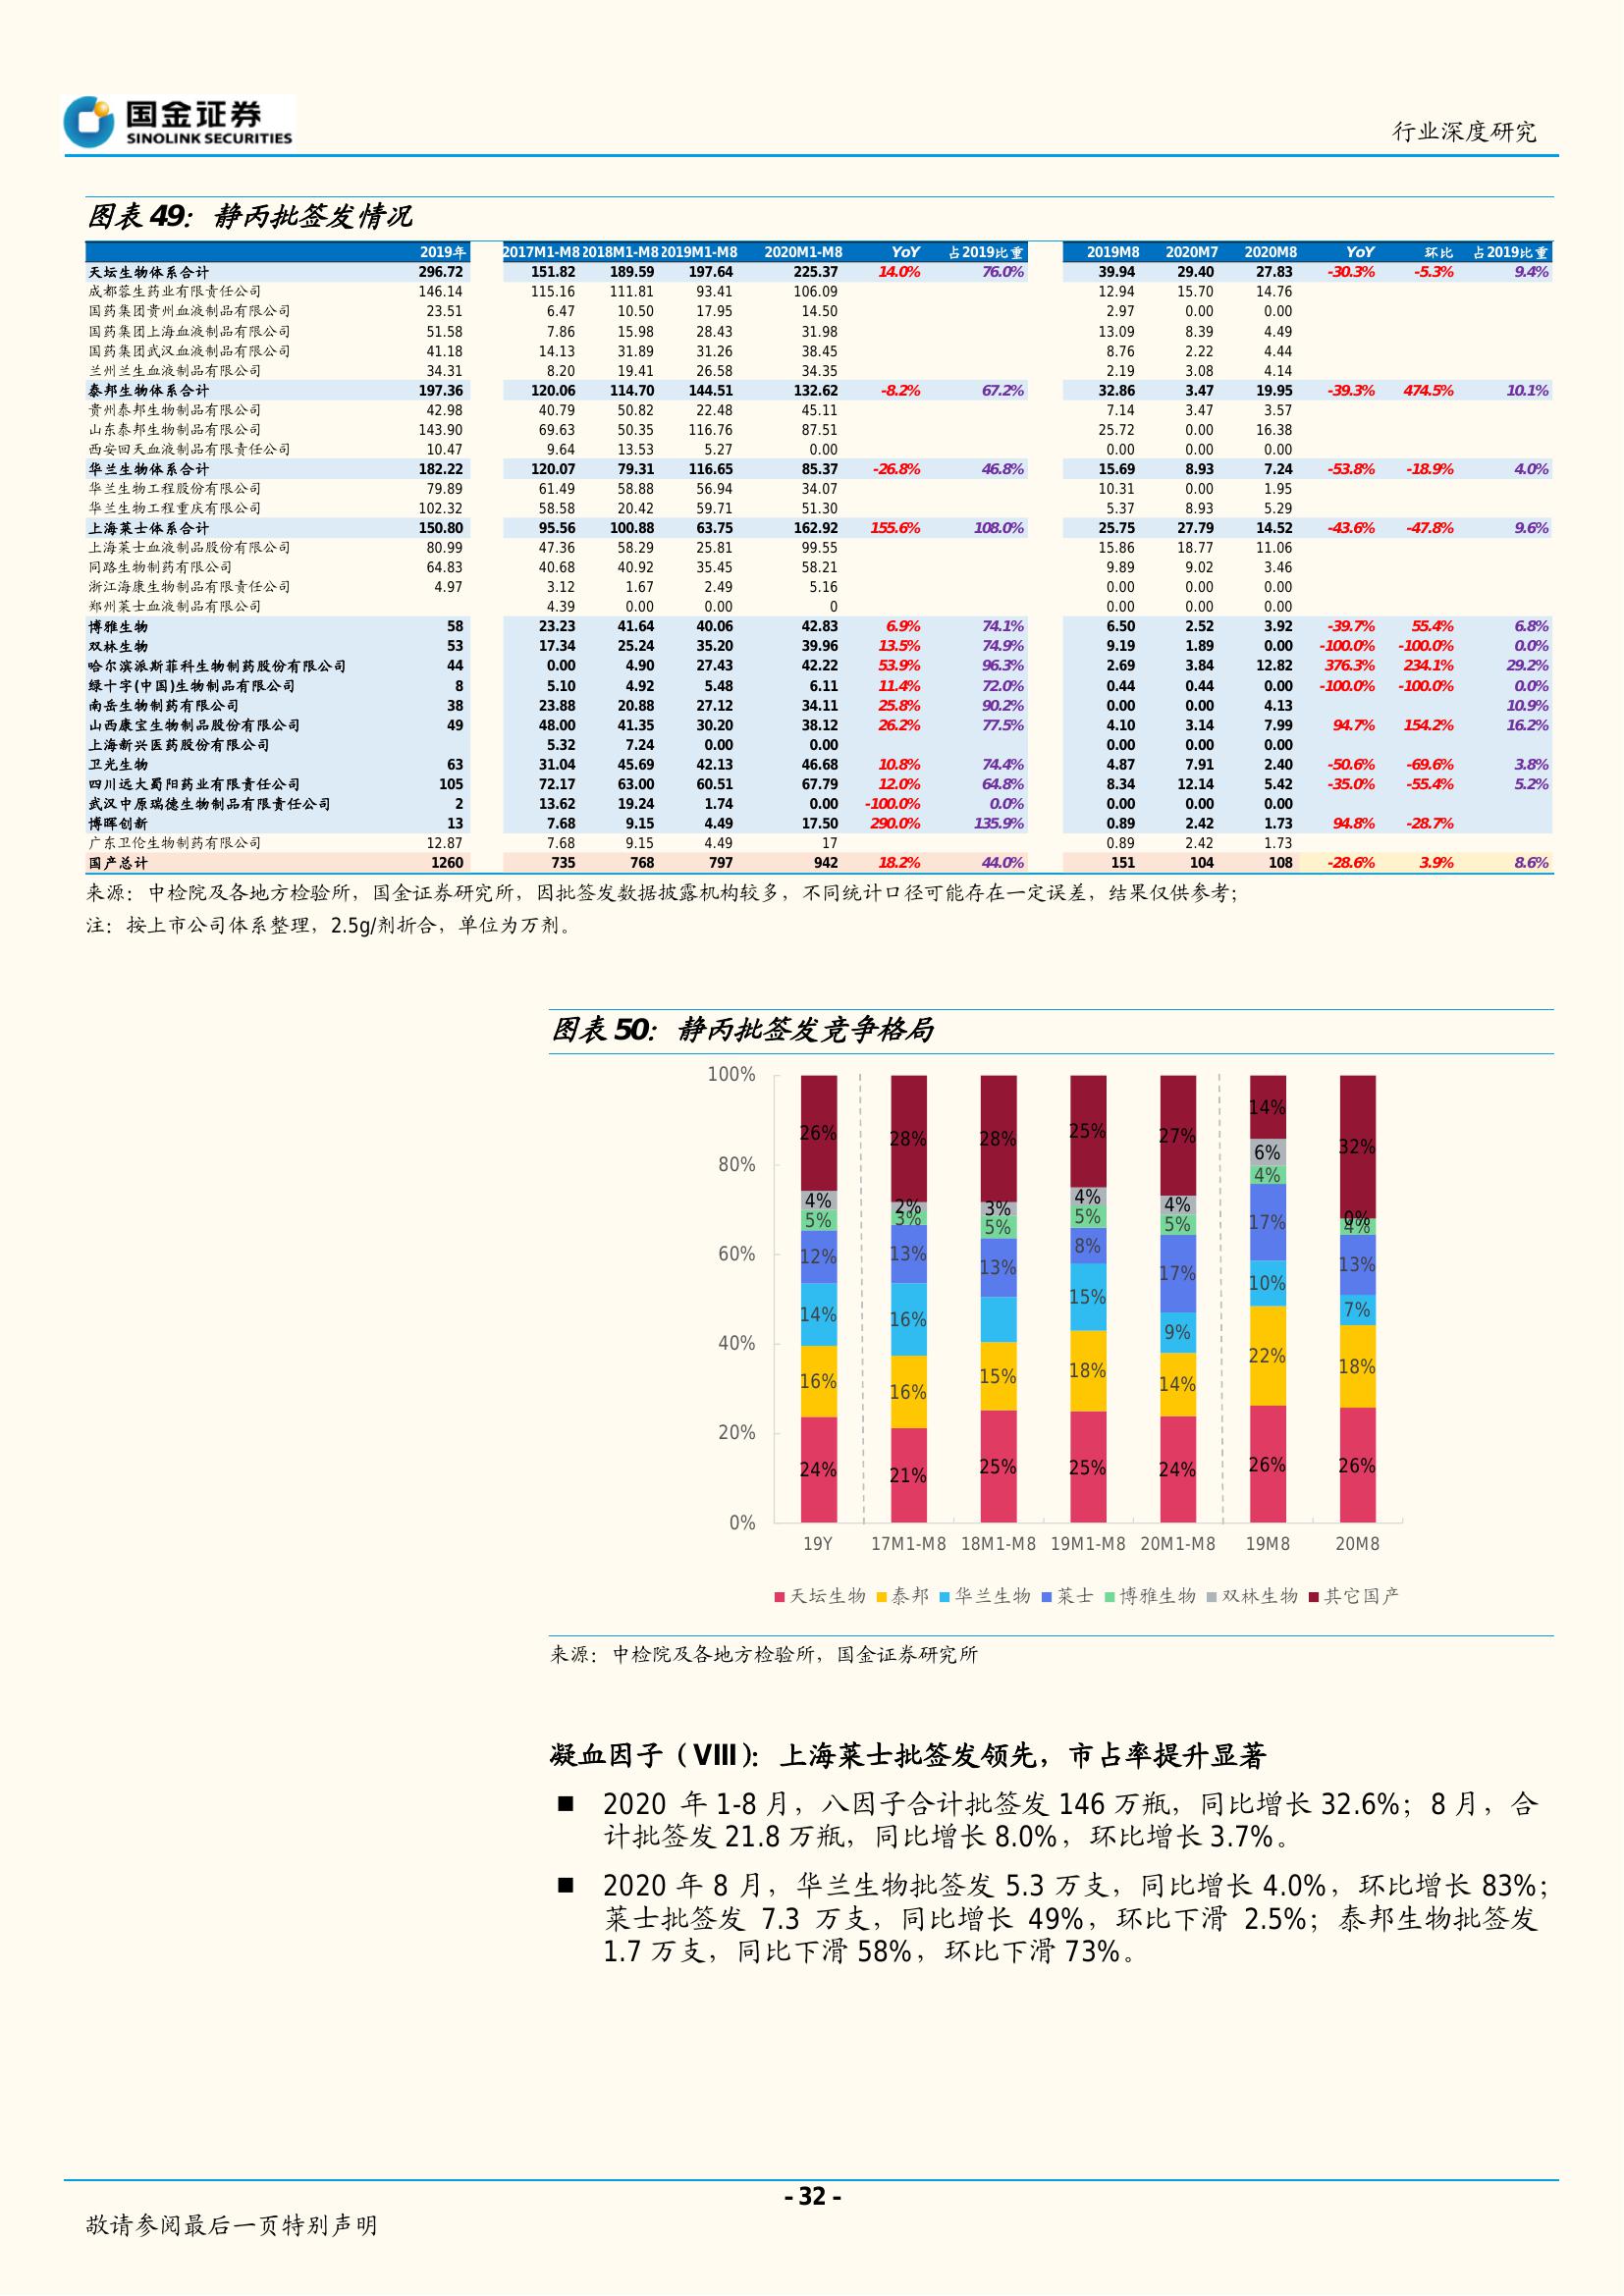 国金证券
SINOLINK SECURITIES
行业深度研究
图表 49：静丙批签发情况
2019年 2017M1-M8 2018M1-M8 2019M1-M8 2020M1-M8 YoY 占2019比重 2019M8 2020M7 2020M8 YoY 环比 占2019比重
天坛生物体系合计 296.72 151.82 189.59 197.64 225.37 14.0% 76.0% 39.94 29.40 27.83 -30.3% -5.3% 9.4%
成都蓉生药业有限责任公司 146.14 115.16 111.81 93.41 106.09 12.94 15.70 14.76
国药集团贵州血液制品有限公司 23.51 6.47 10.50 17.95 14.50 2.97 0.00 0.00
国药集团上海血液制品有限公司 51.58 7.86 15.98 28.43 31.98 13.09 8.39 4.49
国药集团武汉血液制品有限公司 41.18 14.13 31.89 31.26 38.45 8.76 2.22 4.44
兰州兰生血液制品有限公司 34.31 8.20 19.41 26.58 34.35 2.19 3.08 4.14
泰邦生物体系合计 197.36 120.06 114.70 144.51 132.62 -8.2% 67.2% 32.86 3.47 19.95 -39.3% 474.5% 10.1%
贵州泰邦生物制品有限公司 42.98 40.79 50.82 22.48 45.11 7.14 3.47 3.57
山东泰邦生物制品有限公司 143.90 69.63 50.35 116.76 87.51 25.72 0.00 16.38
西安回天血液制品有限责任公司 10.47 9.64 13.53 5.27 0.00 0.00 0.00 0.00
华兰生物体系合计 182.22 120.07 79.31 116.65 85.37 -26.8% 46.8% 15.69 8.93 7.24 -53.8% -18.9% 4.0%
华兰生物工程股份有限公司 79.89 61.49 58.88 56.94 34.07 10.31 0.00 1.95
华兰生物工程重庆有限公司 102.32 58.58 20.42 59.71 51.30 5.37 8.93 5.29
上海莱士体系合计 150.80 95.56 100.88 63.75 162.92 155.6% 108.0% 25.75 27.79 14.52 -43.6% -47.8% 9.6%
上海莱士血液制品股份有限公司 80.99 47.36 58.29 25.81 99.55 15.86 18.77 11.06
同路生物制药有限公司 64.83 40.68 40.92 35.45 58.21 9.89 9.02 3.46
浙江海康生物制品有限责任公司 4.97 3.12 1.67 2.49 5.16 0.00 0.00 0.00
郑州莱士血液制品有限公司 4.39 0.00 0.00 0 0.00 0.00 0.00
博雅生物 58 23.23 41.64 40.06 42.83 6.9% 74.1% 6.50 2.52 3.92 -39.7% 55.4% 6.8%
双林生物 53 17.34 25.24 35.20 39.96 13.5% 74.9% 9.19 1.89 0.00 -100.0% -100.0% 0.0%
哈尔滨派斯菲科生物制药股份有限公司 44 0.00 4.90 27.43 42.22 53.9% 96.3% 2.69 3.84 12.82 376.3% 234.1% 29.2%
绿十字(中国)生物制品有限公司 8 5.10 4.92 5.48 6.11 11.4% 72.0% 0.44 0.44 0.00 -100.0% -100.0% 0.0%
南岳生物制药有限公司 38 23.88 20.88 27.12 34.11 25.8% 90.2% 0.00 0.00 4.13 10.9%
山西康宝生物制品股份有限公司 49 48.00 41.35 30.20 38.12 26.2% 77.5% 4.10 3.14 7.99 94.7% 154.2% 16.2%
上海新兴医药股份有限公司 5.32 7.24 0.00 0.00 0.00 0.00 0.00
卫光生物 63 31.04 45.69 42.13 46.68 10.8% 74.4% 4.87 7.91 2.40 -50.6% -69.6% 3.8%
四川远大蜀阳药业有限责任公司 105 72.17 63.00 60.51 67.79 12.0% 64.8% 8.34 12.14 5.42 -35.0% -55.4% 5.2%
武汉中原瑞德生物制品有限责任公司 2 13.62 19.24 1.74 0.00 -100.0% 0.0% 0.00 0.00 0.00
博晖创新 13 7.68 9.15 4.49 17.50 290.0% 135.9% 0.89 2.42 1.73 94.8% -28.7%
广东卫伦生物制药有限公司 12.87 7.68 9.15 4.49 17 0.89 2.42 1.73
国产总计 1260 735 768 797 942 18.2% 44.0% 151 104 108 -28.6% 3.9% 8.6%
来源：中检院及各地方检验所，国金证券研究所，因批签发数据披露机构较多，不同统计口径可能存在一定误差，结果仅供参考；
注：按上市公司体系整理，2.5g/剂折合，单位为万剂。
图表 50：静丙批签发竞争格局
100% 80% 60% 40% 20% 0%
26% 4% 5% 12% 14% 16% 24%
28% 2% 3% 13% 16% 16% 21%
28% 3% 5% 13% 15% 25%
25% 4% 5% 8% 15% 18% 25%
27% 4% 5% 17% 9% 14% 24%
14% 6% 4% 17% 10% 22% 26%
32% 0% 4% 13% 7% 18% 26%
19Y 17M1-M8 18M1-M8 19M1-M8 20M1-M8 19M8 20M8
天坛生物 泰邦 华兰生物 莱士 博雅生物 双林生物 其它国产
来源：中检院及各地方检验所，国金证券研究所
凝血因子（VIII）：上海莱士批签发领先，市占率提升显著
■ 2020 年 1-8 月，八因子合计批签发 146 万瓶，同比增长 32.6%；8 月，合
计批签发 21.8 万瓶，同比增长 8.0%，环比增长 3.7%。
■ 2020 年 8 月，华兰生物批签发 5.3 万支，同比增长 4.0%，环比增长 83%；
莱士批签发 7.3 万支，同比增长 49%，环比下滑 2.5%；泰邦生物批签发
1.7 万支，同比下滑 58%，环比下滑 73%。
- 32 -
敬请参阅最后一页特别声明